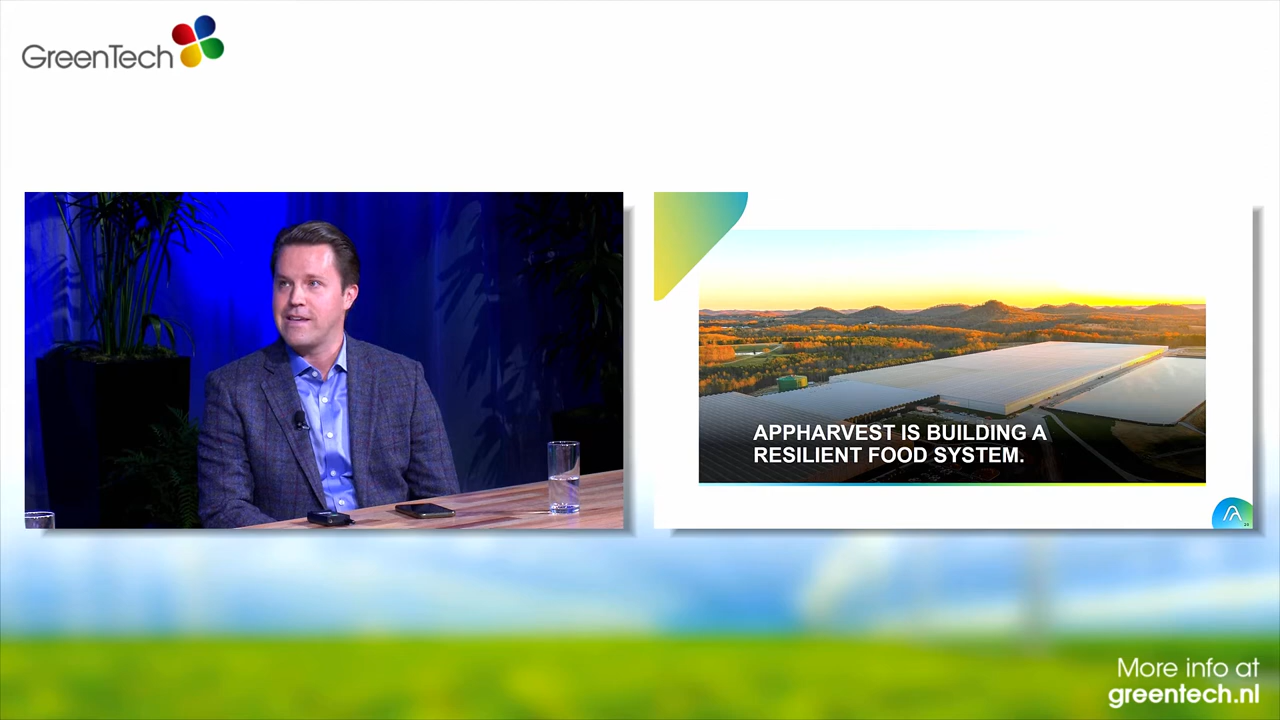 GreenTech
APPHARVEST IS BUILDING A
RESILIENT FOOD SYSTEM.
More info at
greentech.nl